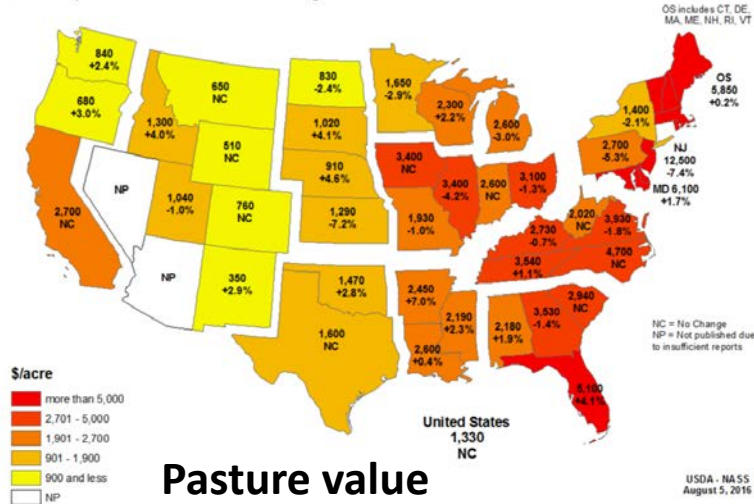 OS includes CT, DE,
MA, ME, NH, RI, VT
840
+2.4%
680
+3.0%
2,700
NC
NP
1,300
+4.0%
650
NC
510
NC
1,040
-1.0%
760
NC
NP
350
+2.9%
830
-2.4%
1,020
+4.1%
910
+4.6%
1,290
-7.2%
1,470
+2.8%
1,600
NC
1,650
-2.9%
3,400
NC
1,930
-1.0%
2,450
+7.0%
2,600
+0.4%
2,300
+2.2%
3,400
-4.2%
2,600
-3.0%
2,600
NC
3,100
-1.3%
2,730
-0.7%
3,540
+1.1%
2,190
+2.3%
2,180
+1.9%
3,530
-1.4%
5,100
+4.1%
2,940
NC
4,700
NC
3,930
-1.8%
2,020
NC
2,700
-5.3%
1,400
-2.1%
OS
5,850
+0.2%
NJ
12,500
-7.4%
MD 6,100
+1.7%
NC = No Change
NP = Not published due
to insufficient reports
$/acre
more than 5,000
2,701 - 5,000
1,901 - 2,700
901 - 1,900
900 and less
NP
United States
1,330
NC
Pasture value
USDA - NASS
August 5, 2016